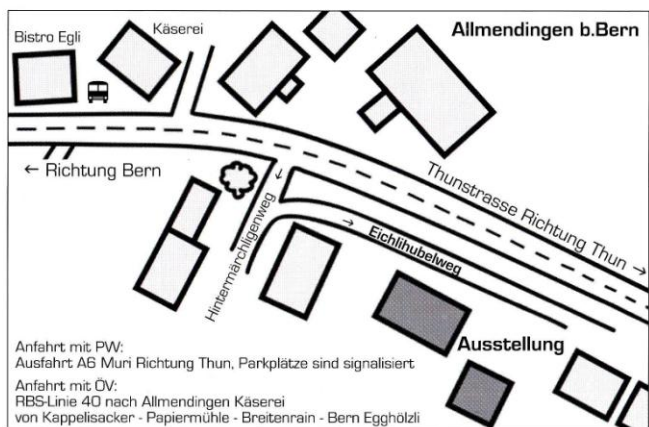 Allmendingen b.Bern
Käserei
Bistro Egli
← Richtung Bern
Thunstrasse Richtung Thun →
Hintermärchligenweg
Eichlihubelweg
Ausstellung
Anfahrt mit PW:
Ausfahrt A6 Muri Richtung Thun, Parkplätze sind signalisiert
Anfahrt mit ÖV:
RBS-Linie 40 nach Allmendingen Käserei
von Kappelisacker - Papiermühle - Breitenrain - Bern Egghölzli